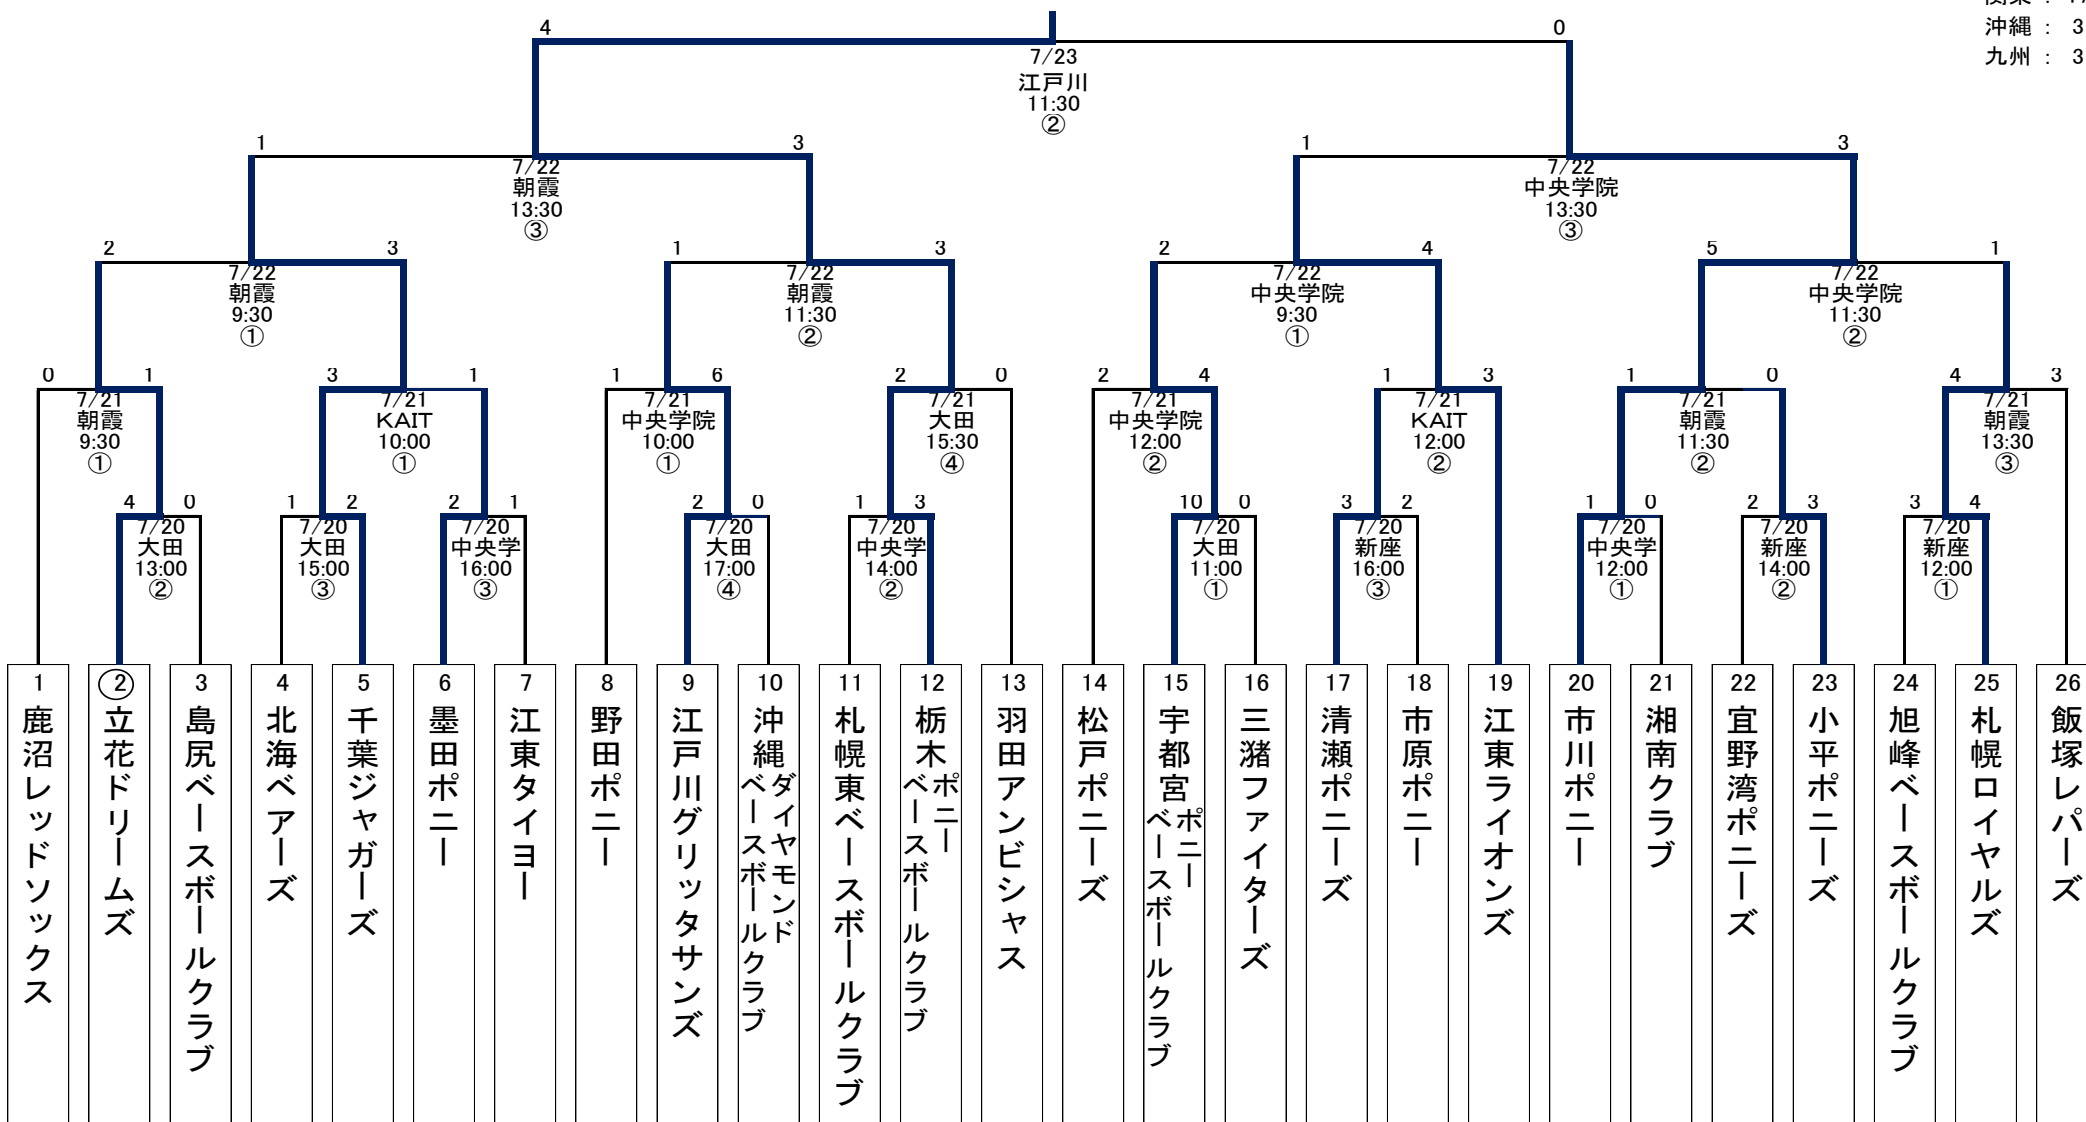 沖縄 : 3
九州 : 3
4 0
7/23
江戸川
11:30
②
1 3 1 3
7/22 7/22
朝霞 中央学院
13:30 13:30
③ ③
2 3 1 3 2 4 5 1
7/22 7/22 7/22 7/22
朝霞 朝霞 中央学院 中央学院
9:30 11:30 9:30 11:30
① ② ① ②
0 1 3 1 1 6 2 0 2 4 1 3 1 0 4 3
7/21 7/21 7/21 7/21 7/21 7/21 7/21 7/21
朝霞 KAIT 中央学院 大田 中央学院 KAIT 朝霞 朝霞
9:30 10:00 10:00 15:30 12:00 12:00 11:30 13:30
① ① ① ④ ② ② ② ③
4 0 1 2 2 1 2 0 1 3 10 0 3 2 1 0 2 3 3 4
7/20 7/20 7/20 7/20 7/20 7/20 7/20 7/20 7/20 7/20
大田 大田 中央学 大田 中央学 大田 新座 中央学 新座 新座
13:00 15:00 16:00 17:00 14:00 11:00 16:00 12:00 14:00 12:00
② ③ ③ ④ ② ① ③ ① ② ①
1 鹿沼レッドソックス
② 立花ドリームズ
3 島尻ベースボールクラブ
4 北海ベアーズ
5 千葉ジャガーズ
6 墨田ポニー
7 江東タイヨー
8 野田ポニー
9 江戸川グリッタサンズ
10 沖縄ダイヤモンドベースボールクラブ
11 札幌東ベースボールクラブ
12 栃木ポニーベースボールクラブ
13 羽田アンビシャス
14 松戸ポニーズ
15 宇都宮ポニーベースボールクラブ
16 三潴ファイターズ
17 清瀬ポニーズ
18 市原ポニー
19 江東ライオンズ
20 市川ポニー
21 湘南クラブ
22 宜野湾ポニーズ
23 小平ポニーズ
24 旭峰ベースボールクラブ
25 札幌ロイヤルズ
26 飯塚レパーズ